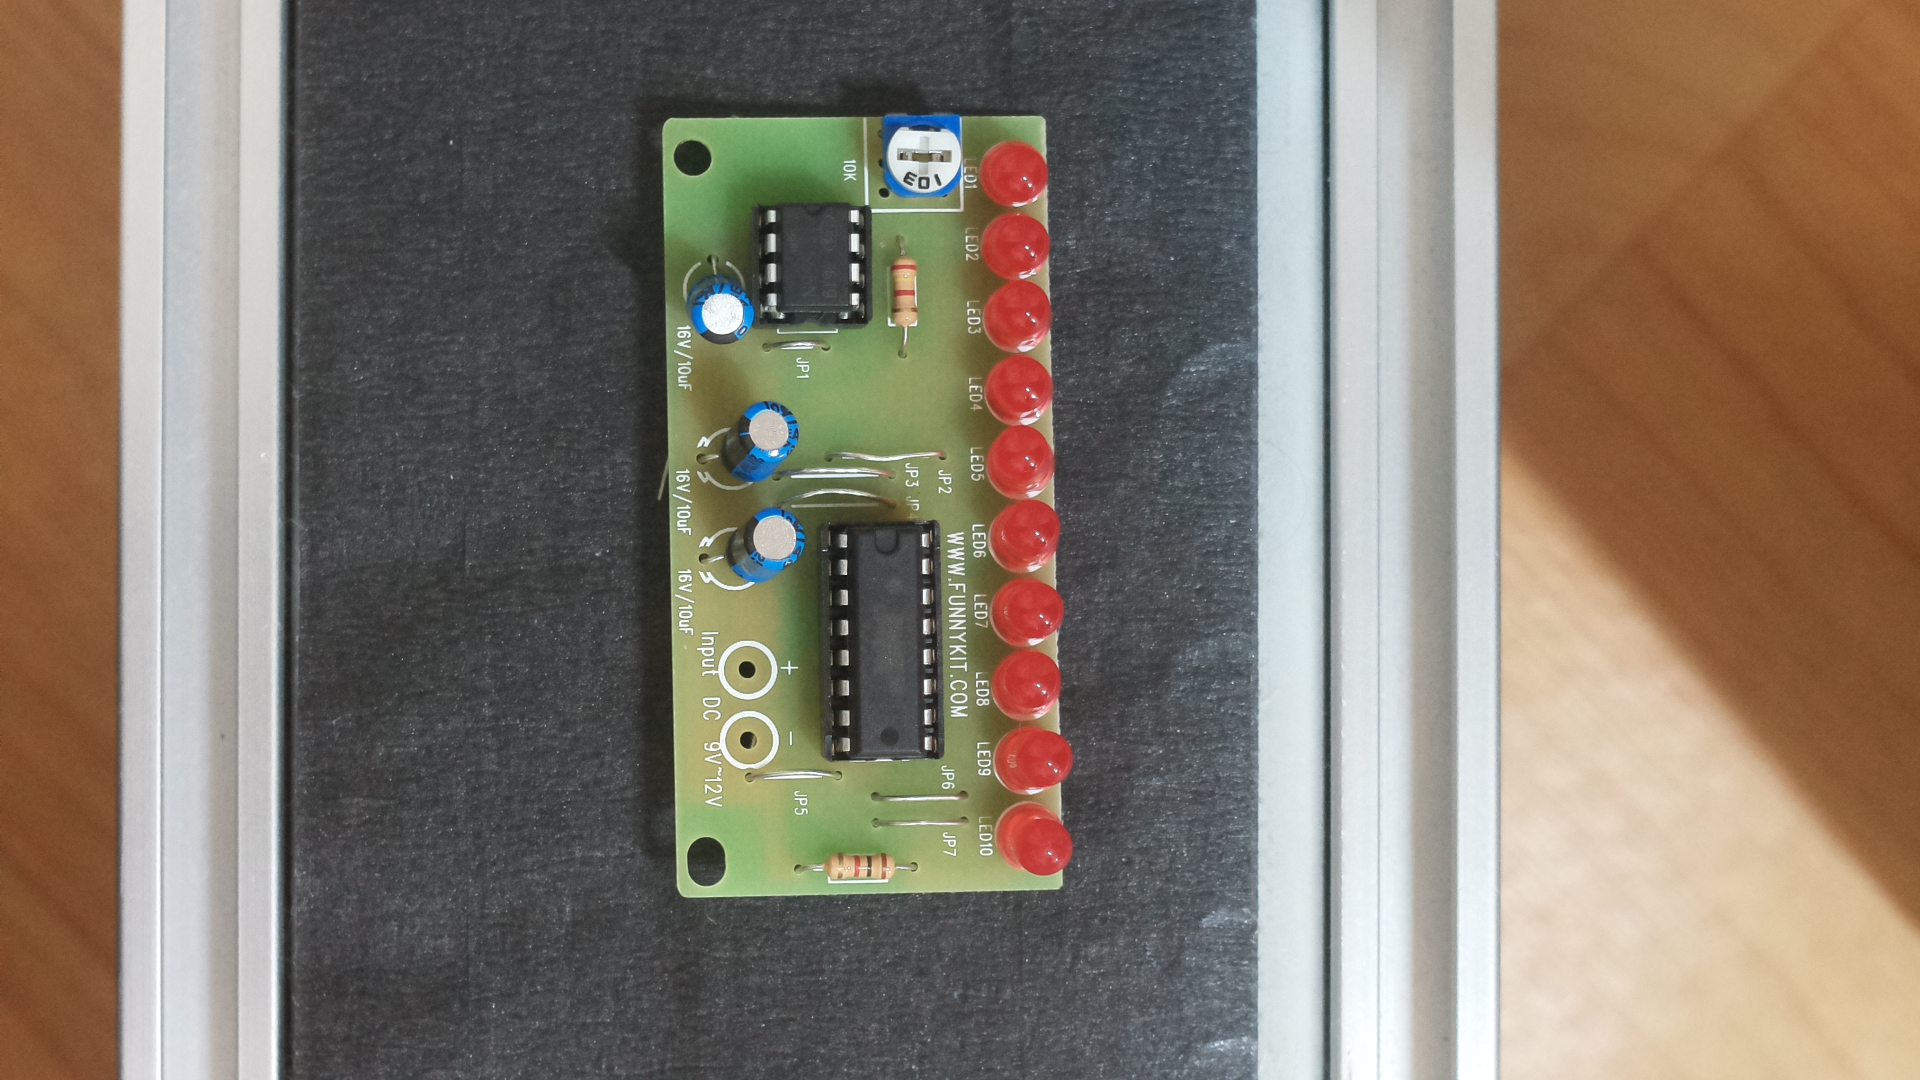 10K
103
LED1
LED2
LED3
LED4
LED5
LED6
LED7
LED8
LED9
LED10
16V/10uF
JP1
16V/10uF
JP3
JP2
16V/10uF
WWW.FUNNYKIT.COM
Input DC 9V~12V
+
-
JP5
JP6
JP7